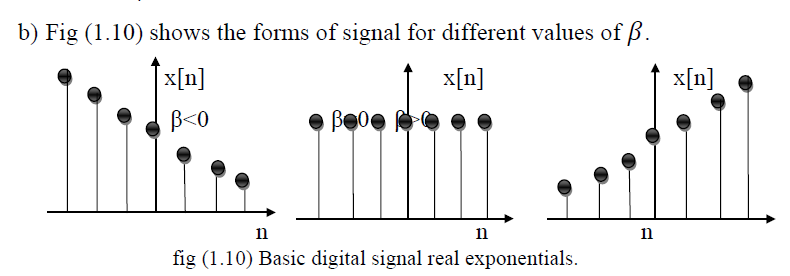 b) Fig (1.10) shows the forms of signal for different values of β.
x[n] x[n] x[n]
β<0 β=0 β>0
n n n
fig (1.10) Basic digital signal real exponentials.